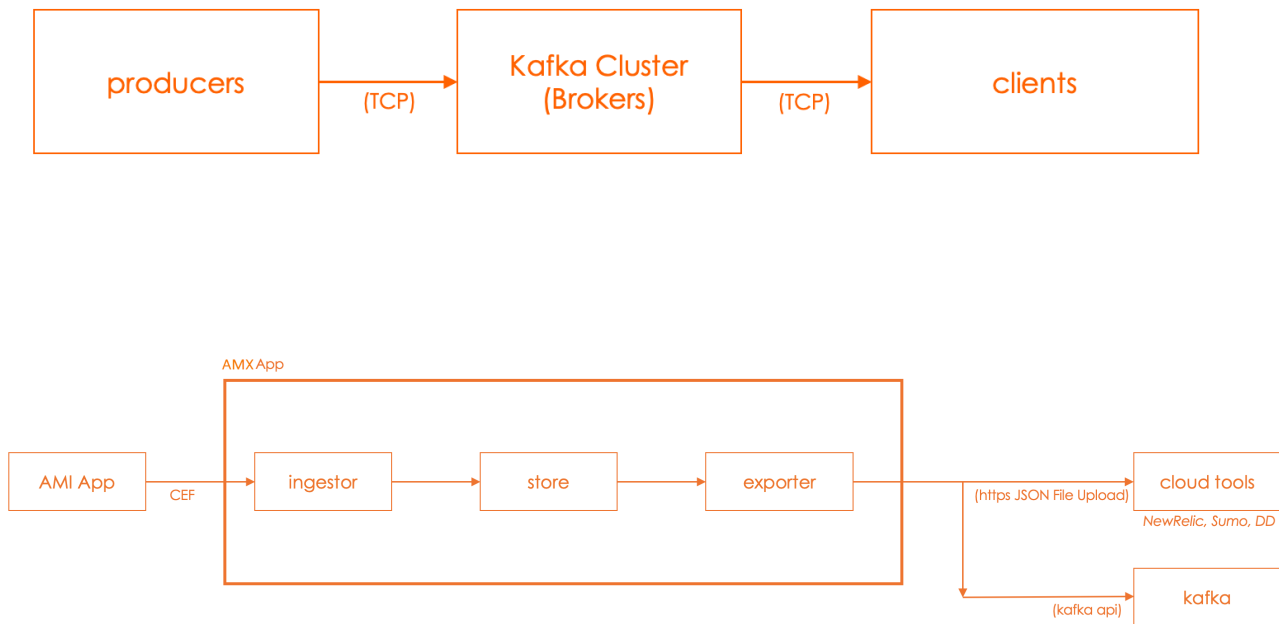 producers
(TCP)
Kafka Cluster
(Brokers)
(TCP)
clients
AMX App
AMI App
CEF
ingestor
store
exporter
(https JSON File Upload)
cloud tools
NewRelic, Sumo, DD
(kafka api)
kafka